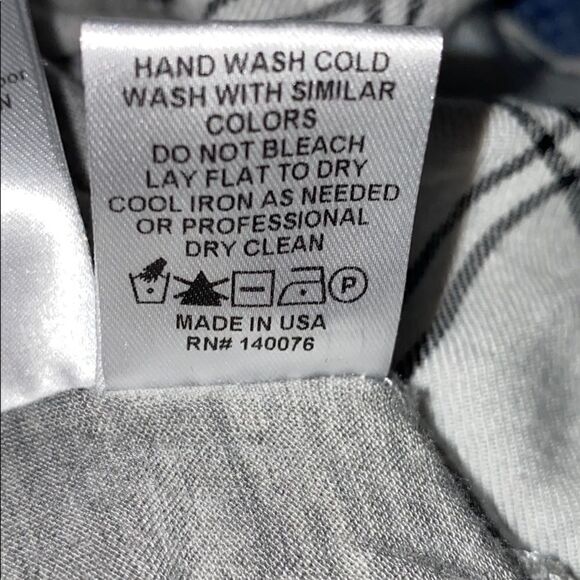 HAND WASH COLD
WASH WITH SIMILAR
COLORS
DO NOT BLEACH
LAY FLAT TO DRY
COOL IRON AS NEEDED
OR PROFESSIONAL
DRY CLEAN
P
MADE IN USA
RN# 140076